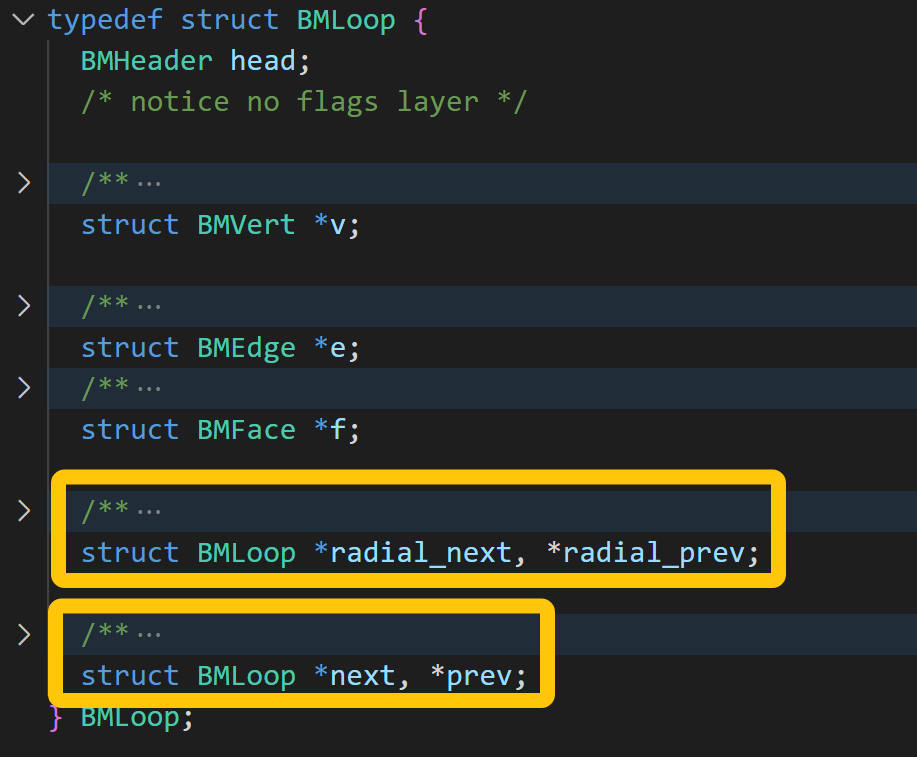 typedef struct BMLoop {
BMHeader head;
/* notice no flags layer */
/** ···
struct BMVert *v;
/** ···
struct BMEdge *e;
/** ···
struct BMFace *f;
/** ···
struct BMLoop *radial_next, *radial_prev;
/** ···
struct BMLoop *next, *prev;
} BMLoop;